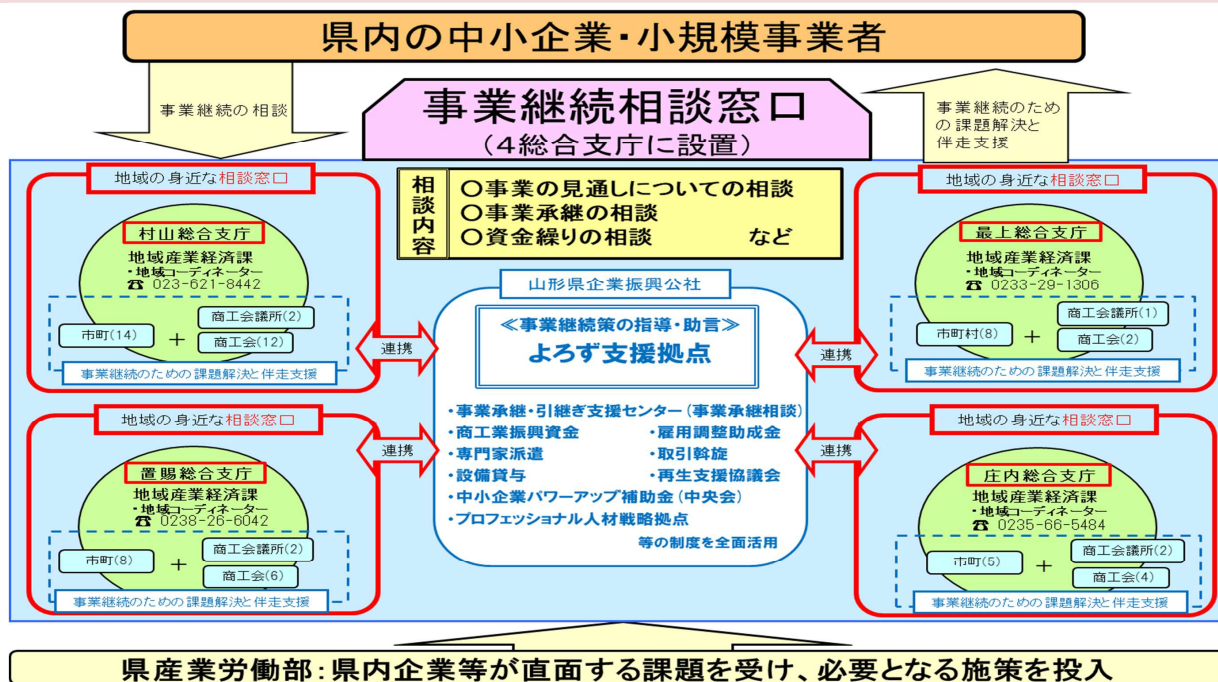 県内の中小企業・小規模事業者
事業継続の相談
事業継続相談窓口
(4総合支庁に設置)
事業継続のため
の課題解決と
伴走支援
相談内容
〇事業の見通しについての相談
〇事業承継の相談
〇資金繰りの相談 など
地域の身近な相談窓口
村山総合支庁
地域産業経済課
・地域コーディネーター
☎ 023-621-8442
市町(14)
+
商工会議所(2)
商工会(12)
事業継続のための課題解決と伴走支援
連携
地域の身近な相談窓口
最上総合支庁
地域産業経済課
・地域コーディネーター
☎ 0233-29-1306
市町村(8)
+
商工会議所(1)
商工会(2)
事業継続のための課題解決と伴走支援
連携
山形県企業振興公社
≪事業継続策の指導・助言≫
よろず支援拠点
・事業承継・引継ぎ支援センター(事業承継相談)
・商工業振興資金 ・雇用調整助成金
・専門家派遣 ・取引斡旋
・設備貸与 ・再生支援協議会
・中小企業パワーアップ補助金(中央会)
・プロフェッショナル人材戦略拠点
等の制度を全面活用
地域の身近な相談窓口
置賜総合支庁
地域産業経済課
・地域コーディネーター
☎ 0238-26-6042
市町(8)
+
商工会議所(2)
商工会(6)
事業継続のための課題解決と伴走支援
連携
地域の身近な相談窓口
庄内総合支庁
地域産業経済課
・地域コーディネーター
☎ 0235-66-5484
市町(5)
+
商工会議所(2)
商工会(4)
事業継続のための課題解決と伴走支援
連携
県産業労働部:県内企業等が直面する課題を受け、必要となる施策を投入